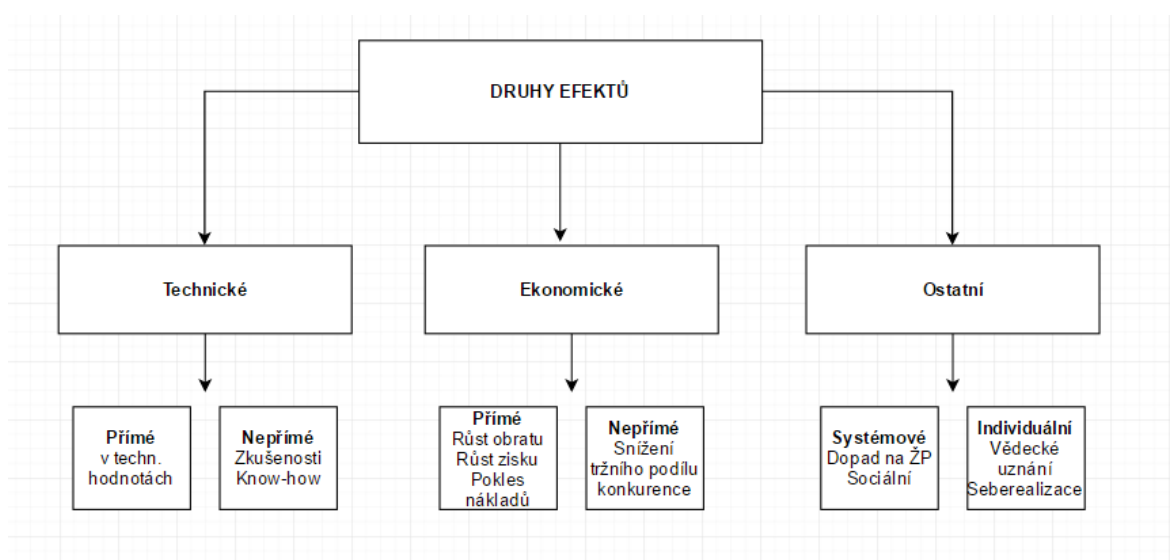 DRUHY EFEKTŮ
Technické
Ekonomické
Ostatní
Přímé
v techn.
hodnotách
Nepřímé
Zkušenosti
Know-how
Přímé
Růst obratu
Růst zisku
Pokles
nákladů
Nepřímé
Snížení
tržního podílu
konkurence
Systémové
Dopad na ŽP
Sociální
Individuální
Vědecké
uznání
Seberealizace